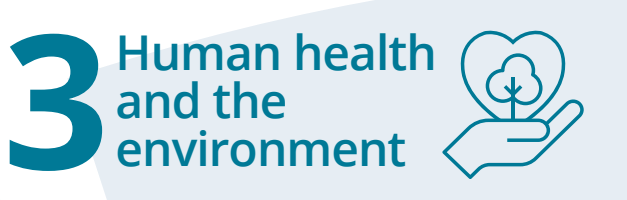 3
Human health
and the
environment